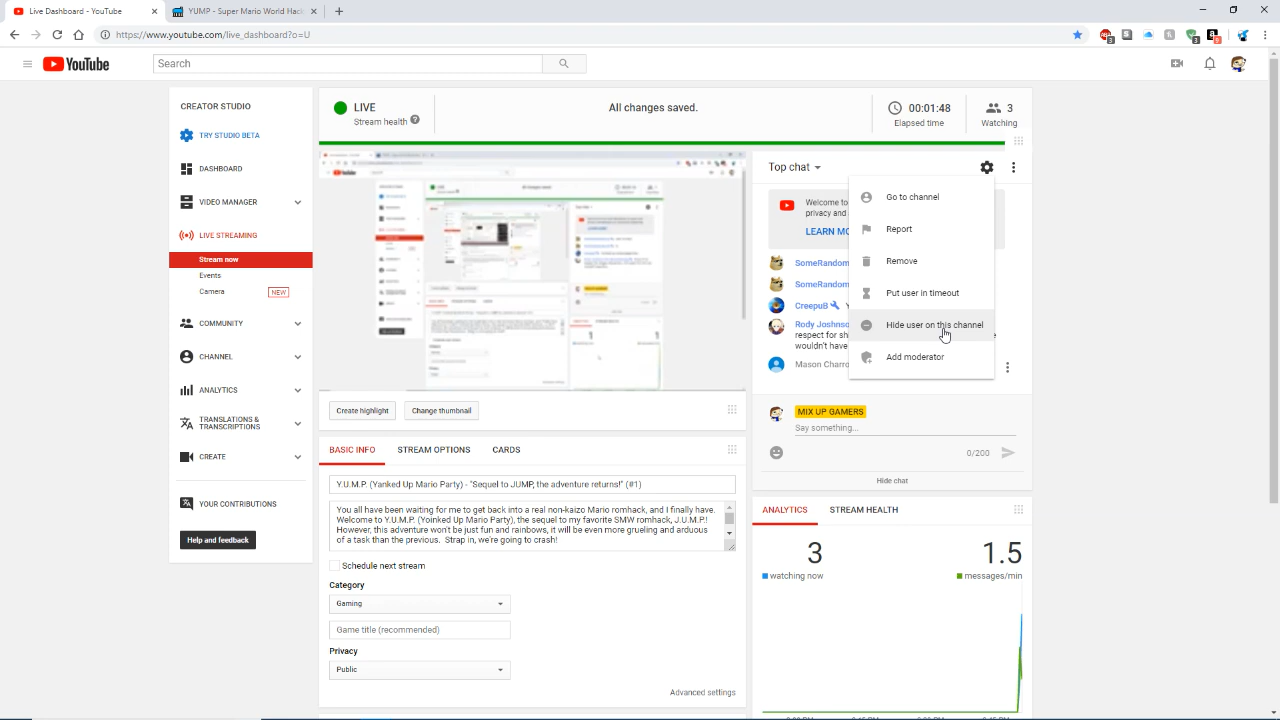 Live Dashboard - YouTube
YUMP - Super Mario World Hack
https://www.youtube.com/live_dashboard?o=U
YouTube
Search
CREATOR STUDIO
TRY STUDIO BETA
DASHBOARD
VIDEO MANAGER
LIVE STREAMING
Stream now
Events
Camera
NEW
COMMUNITY
CHANNEL
ANALYTICS
TRANSLATIONS &
TRANSCRIPTIONS
CREATE
YOUR CONTRIBUTIONS
Help and feedback
LIVE
Stream health
All changes saved.
00:01:48
Elapsed time
3
Watching
Create highlight
Change thumbnail
BASIC INFO
STREAM OPTIONS
CARDS
Y.U.M.P. (Yanked Up Mario Party) - "Sequel to JUMP, the adventure returns!" (#1)
You all have been waiting for me to get back into a real non-kaizo Mario romhack, and I finally have.
Welcome to Y.U.M.P. (Yoinked Up Mario Party), the sequel to my favorite SMW romhack, J.U.M.P.!
However, this adventure won't be just fun and rainbows, it will be even more grueling and arduous
of a task than the previous. Strap in, we're going to crash!
Schedule next stream
Category
Gaming
Game title (recommended)
Privacy
Public
Advanced settings
Top chat
Welcome to
privacy and
LEARN MO
SomeRandom
SomeRandom
CreepuB
Rody Joshnso
respect for sh
wouldn't have
Mason Charro
Go to channel
Report
Remove
Put user in timeout
Hide user on this channel
Add moderator
MIX UP GAMERS
Say something...
0/200
Hide chat
ANALYTICS
STREAM HEALTH
3
watching now
1.5
messages/min